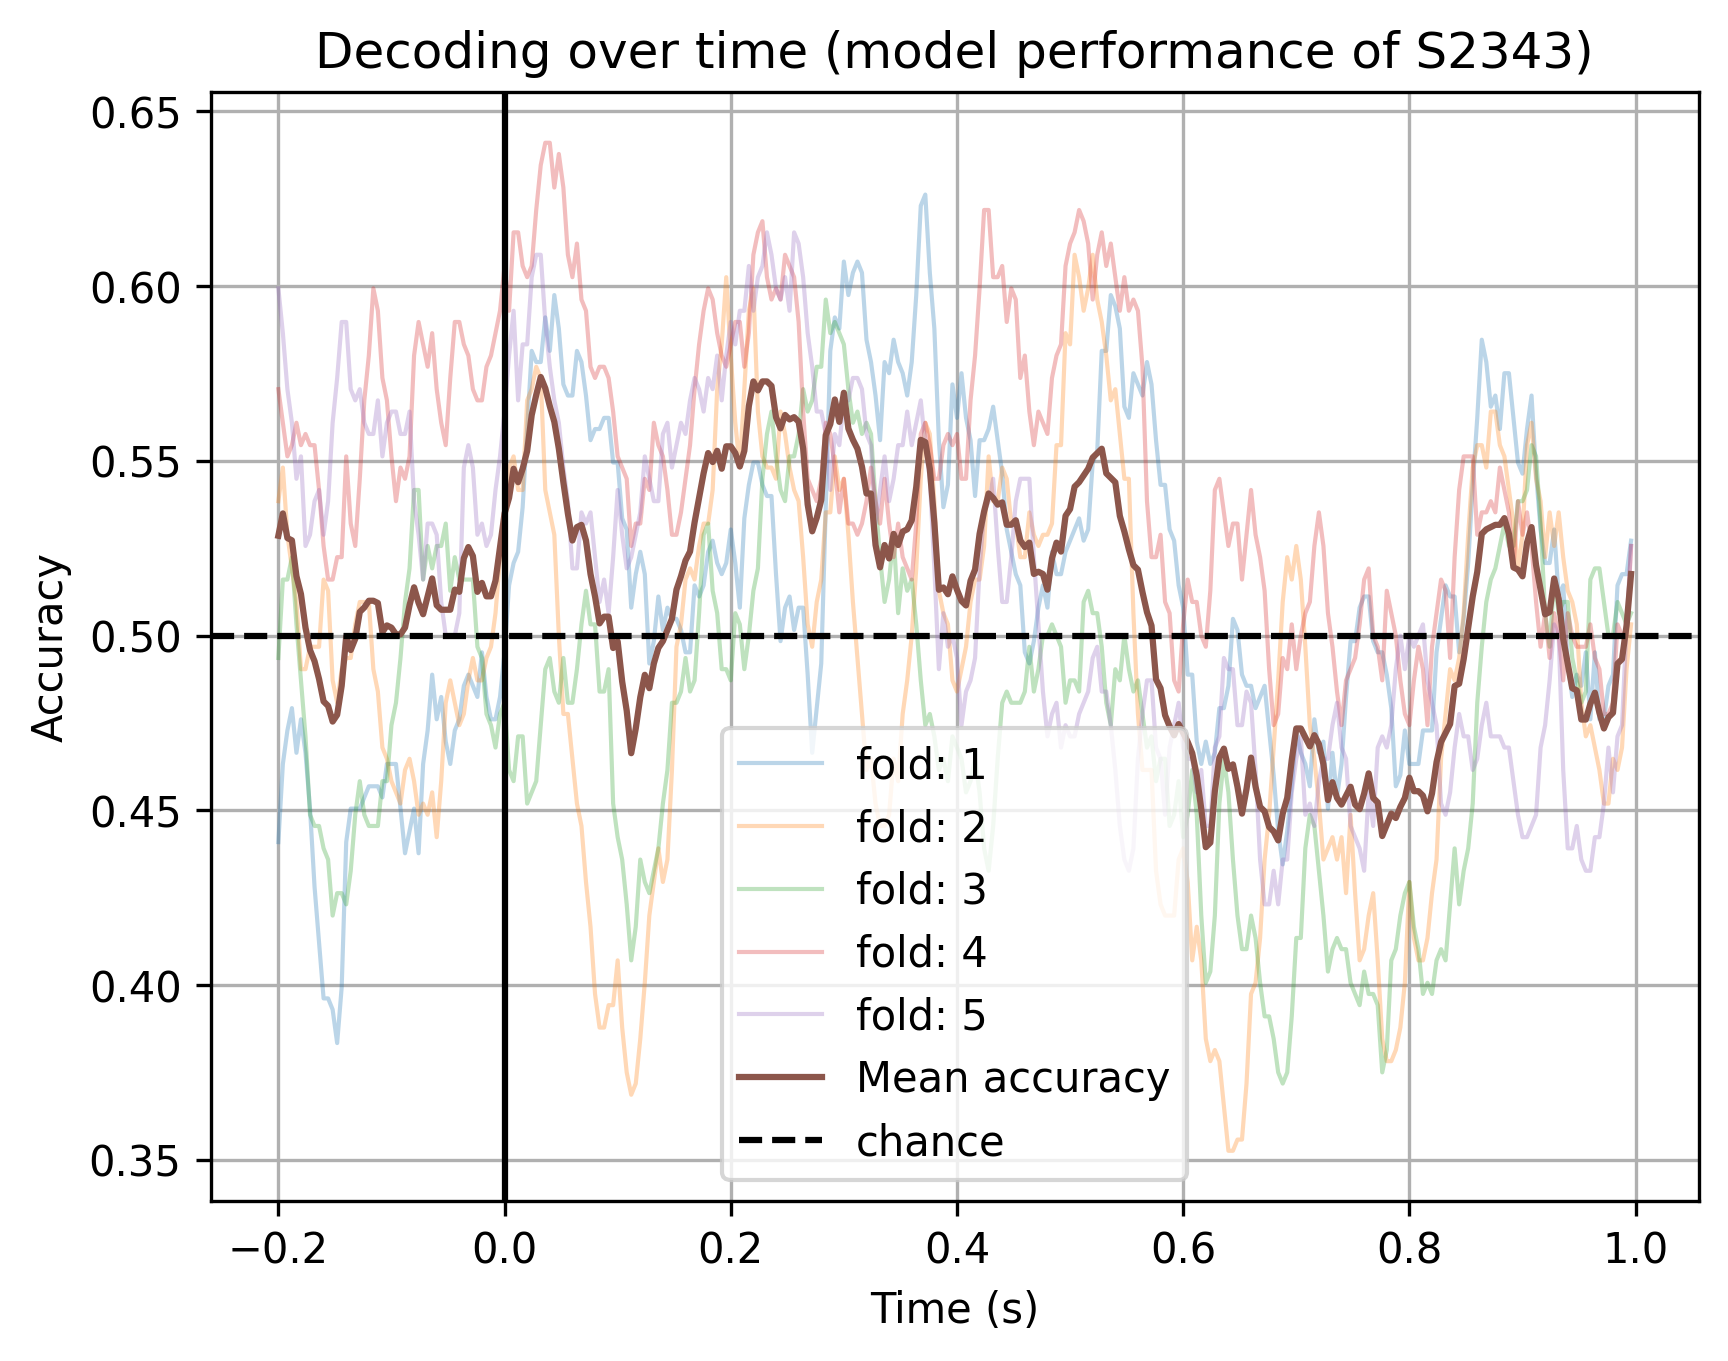 Decoding over time (model performance of S2343)
Accuracy
0.65
0.60
0.55
0.50
0.45
0.40
0.35
fold: 1
fold: 2
fold: 3
fold: 4
fold: 5
Mean accuracy
chance
−0.2
0.0
0.2
0.4
0.6
0.8
1.0
Time (s)